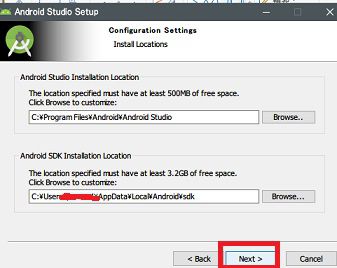 Android Studio Setup
Configuration Settings
Install Locations
Android Studio Installation Location
The location specified must have at least 500MB of free space.
Click Browse to customize:
C:¥Program Files¥Android¥Android Studio
Browse..
Android SDK Installation Location
The location specified must have at least 3.2GB of free space.
Click Browse to customize:
C:¥Users¥ ¥AppData¥Local¥Android¥sdk
Browse...
< Back
Next >
Cancel